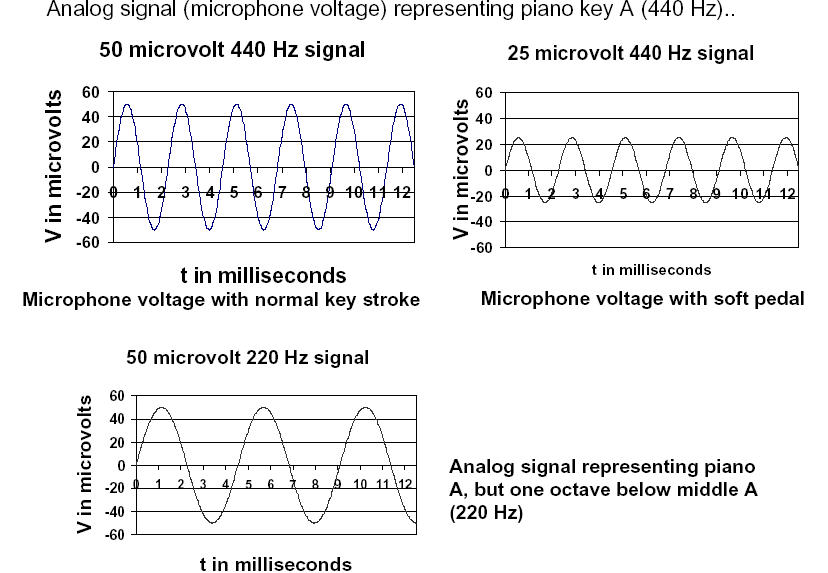 Analog signal (microphone voltage) representing piano key A (440 Hz)..
50 microvolt 440 Hz signal
V in microvolts
60
40
20
0
-20
-40
-60
0 1 2 3 4 5 6 7 8 9 10 11 12
t in milliseconds
Microphone voltage with normal key stroke
25 microvolt 440 Hz signal
V in microvolts
60
40
20
0
-20
-40
-60
0 1 2 3 4 5 6 7 8 9 10 11 12
t in milliseconds
Microphone voltage with soft pedal
50 microvolt 220 Hz signal
V in microvolts
60
40
20
0
-20
-40
-60
0 1 2 3 4 5 6 7 8 9 10 11 12
t in milliseconds
Analog signal representing piano
A, but one octave below middle A
(220 Hz)